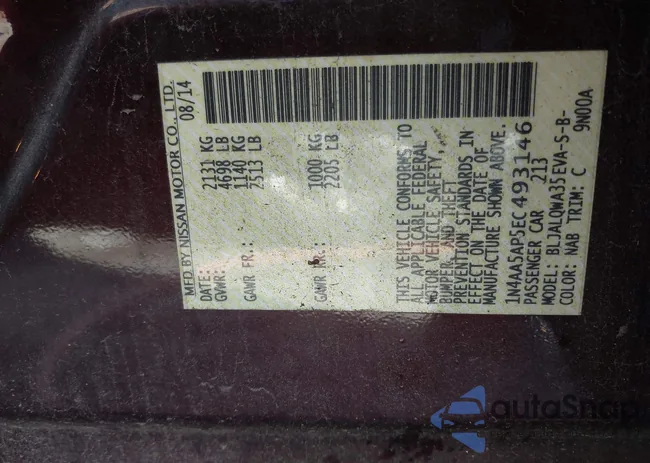 MFD BY NISSAN MOTOR CO., LTD.
DATE: 08/14
GVWR: 2131 KG
4698 LB
GAWR FR.: 1140 KG
2513 LB
GAWR RR.: 1000 KG
2205 LB
THIS VEHICLE CONFORMS TO
ALL APPLICABLE FEDERAL
MOTOR VEHICLE SAFETY,
BUMPER, AND THEFT
PREVENTION STANDARDS IN
EFFECT ON THE DATE OF
MANUFACTURE SHOWN ABOVE.
1N4AA5AP5EC493146
PASSENGER CAR 213
MODEL: BLJALQWA35EVA-S-B-
COLOR: NAB TRIM: C 9N00A
autoSnap